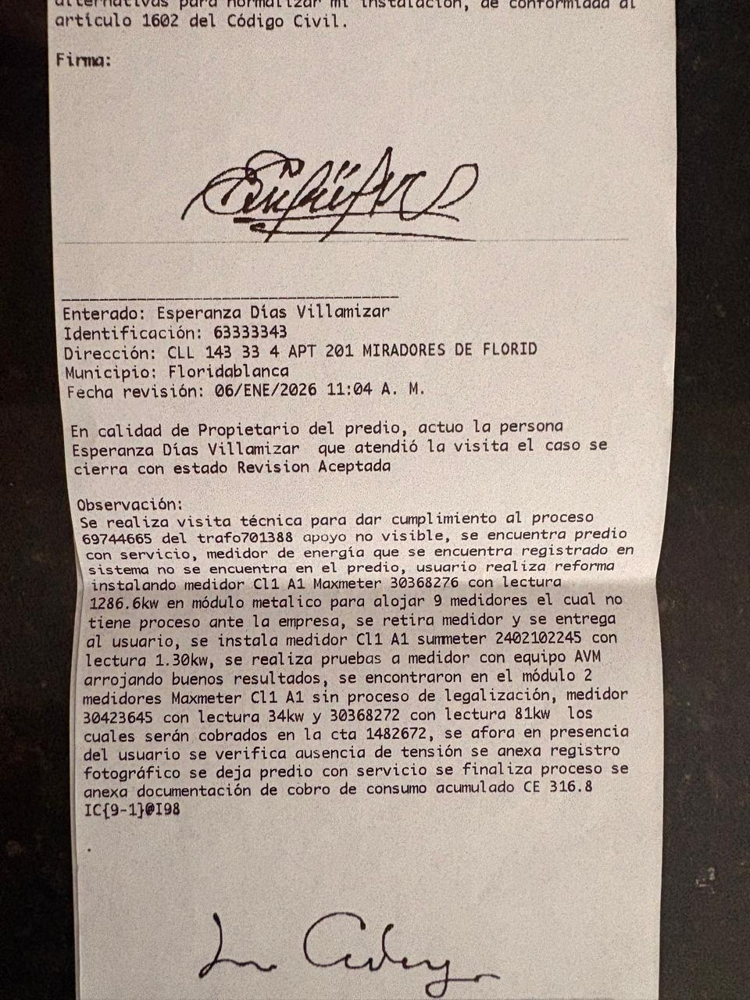 alternativas para normalizar mi instalación, de conformidad al
artículo 1602 del Código Civil.
Firma:
Enterado: Esperanza Días Villamizar
Identificación: 63333343
Dirección: CLL 143 33 4 APT 201 MIRADORES DE FLORID
Municipio: Floridablanca
Fecha revisión: 06/ENE/2026 11:04 A. M.
En calidad de Propietario del predio, actuo la persona
Esperanza Días Villamizar que atendió la visita el caso se
cierra con estado Revision Aceptada
Observación:
Se realiza visita técnica para dar cumplimiento al proceso
69744665 del trafo701388 apoyo no visible, se encuentra predio
con servicio, medidor de energía que se encuentra registrado en
sistema no se encuentra en el predio, usuario realiza reforma
instalando medidor Cl1 A1 Maxmeter 30368276 con lectura
1286.6kw en módulo metalico para alojar 9 medidores el cual no
tiene proceso ante la empresa, se retira medidor y se entrega
al usuario, se instala medidor Cl1 A1 summeter 2402102245 con
lectura 1.30kw, se realiza pruebas a medidor con equipo AVM
arrojando buenos resultados, se encontraron en el módulo 2
medidores Maxmeter Cl1 A1 sin proceso de legalización, medidor
30423645 con lectura 34kw y 30368272 con lectura 81kw los
cuales serán cobrados en la cta 1482672, se afora en presencia
del usuario se verifica ausencia de tensión se anexa registro
fotográfico se deja predio con servicio se finaliza proceso se
anexa documentación de cobro de consumo acumulado CE 316.8
IC{9-1}@I98